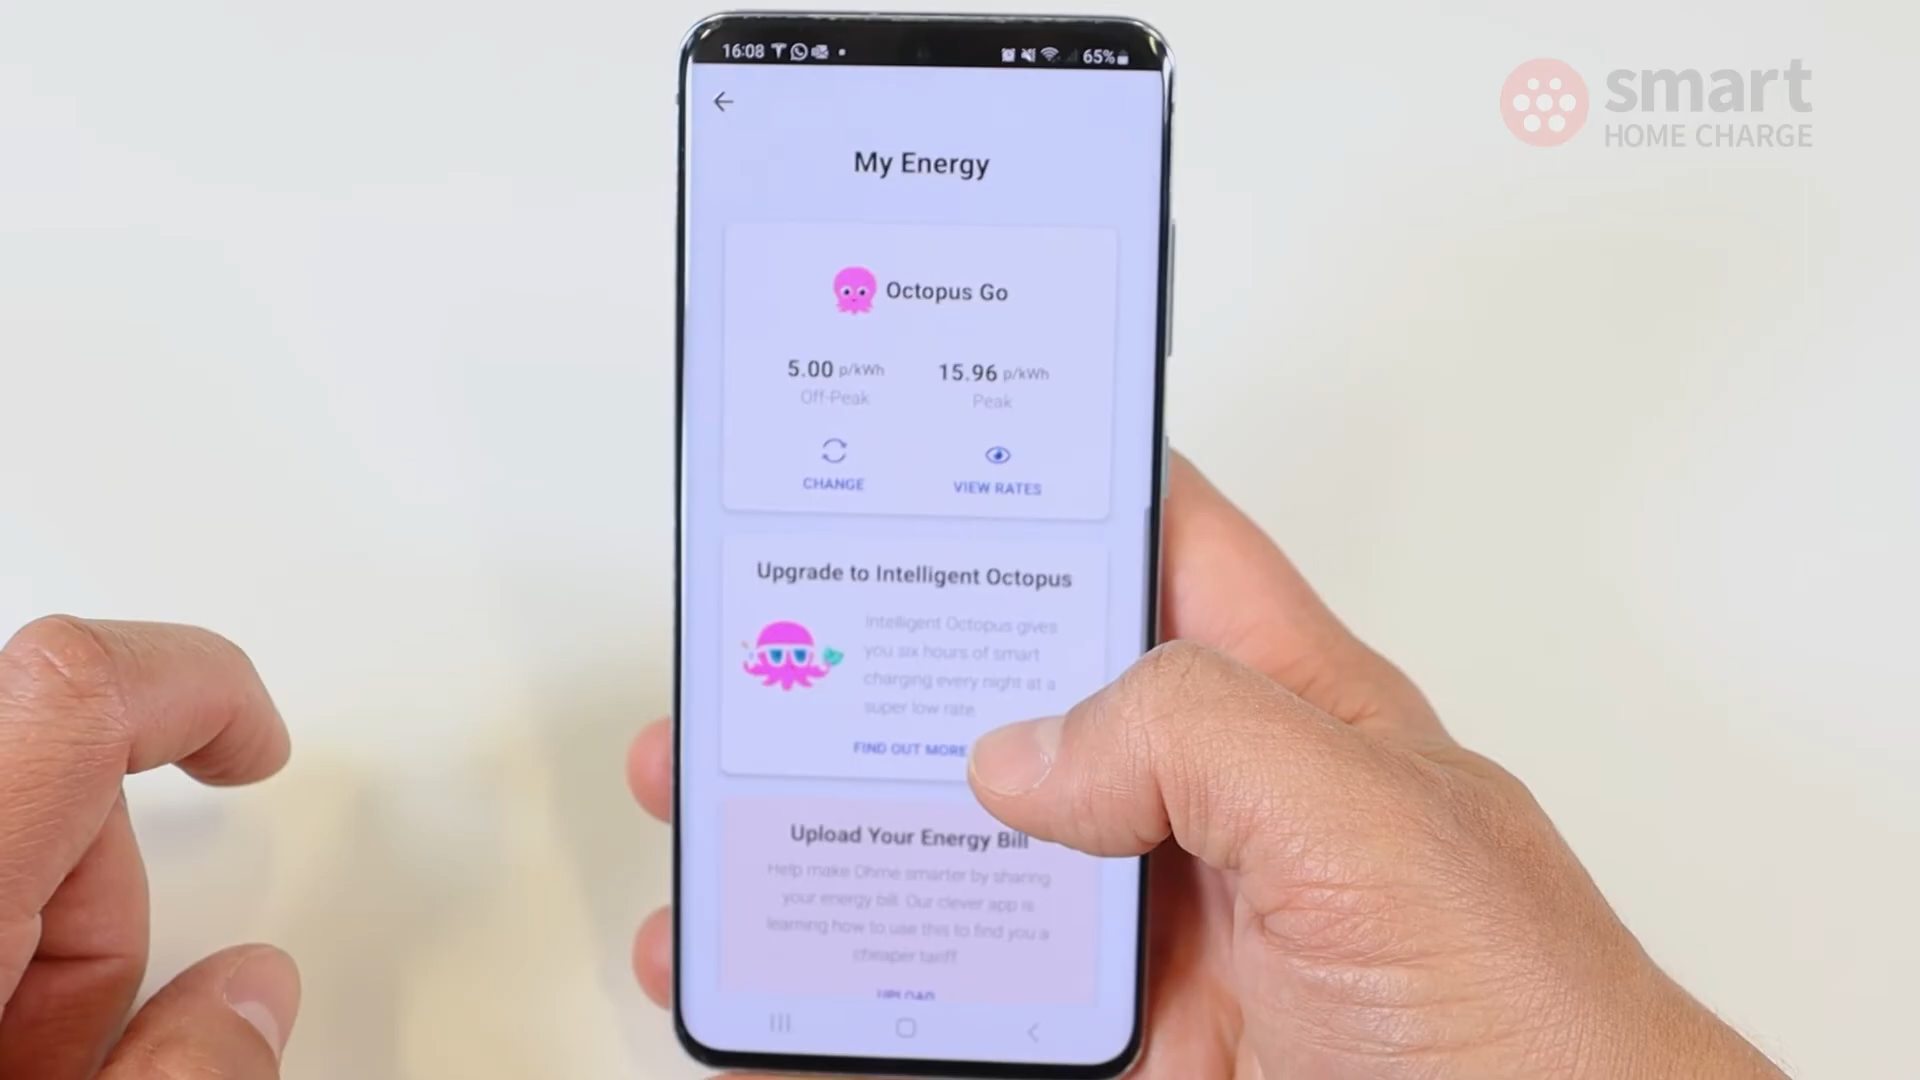 16:08
65%
smart
HOME CHARGE
My Energy
Octopus Go
5.00 p/kWh
15.96 p/kWh
Off-Peak
Peak
CHANGE
VIEW RATES
Upgrade to Intelligent Octopus
Intelligent Octopus gives
you six hours of smart
charging every night at a
super low rate
FIND OUT MORE
Upload Your Energy Bill
Help make Ohme smarter by sharing
your energy bill. Our clever app is
learning how to use this to find you a
cheaper tariff
UPLOAD